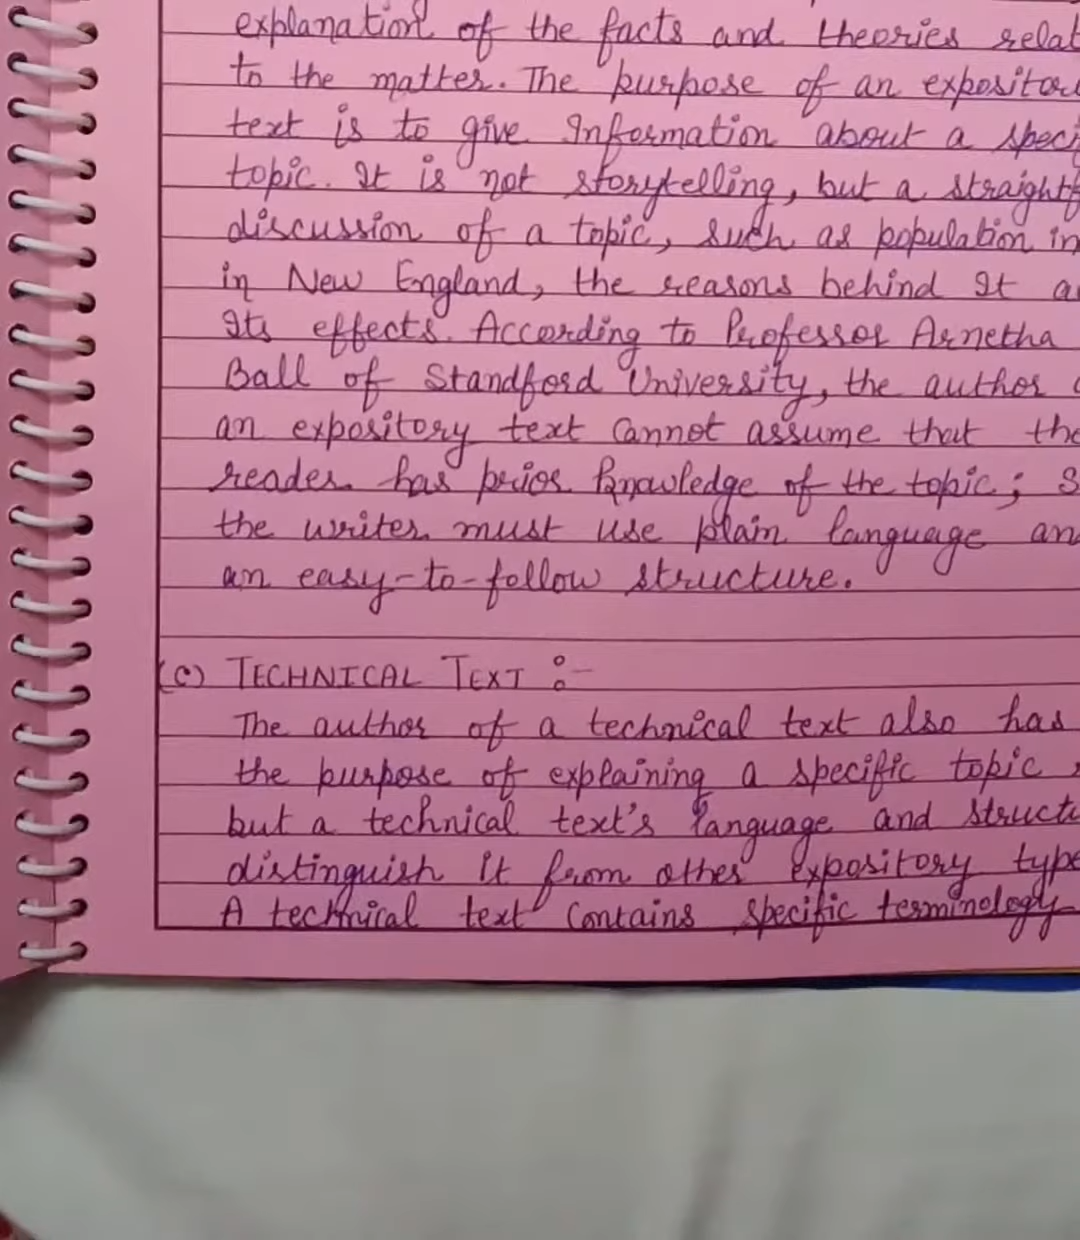 explanation of the facts and theories relat
to the matter. The purpose of an expositor
text is to give Information about a speci
topic. It is not storytelling, but a straightf
discussion of a topic, such as population in
in New England, the reasons behind It a
Its effects. According to Professor Arnetha
Ball of Standford University, the author o
an expository text Cannot assume that the
reader has prior knowledge of the topic; S
the writer must use plain language an
an easy-to-follow structure.
(C) TECHNICAL TEXT :-
The author of a technical text also has
the purpose of explaining a specific topic
but a technical text's language and Structu
distinguish it from other expository type
A technical text Contains specific terminology